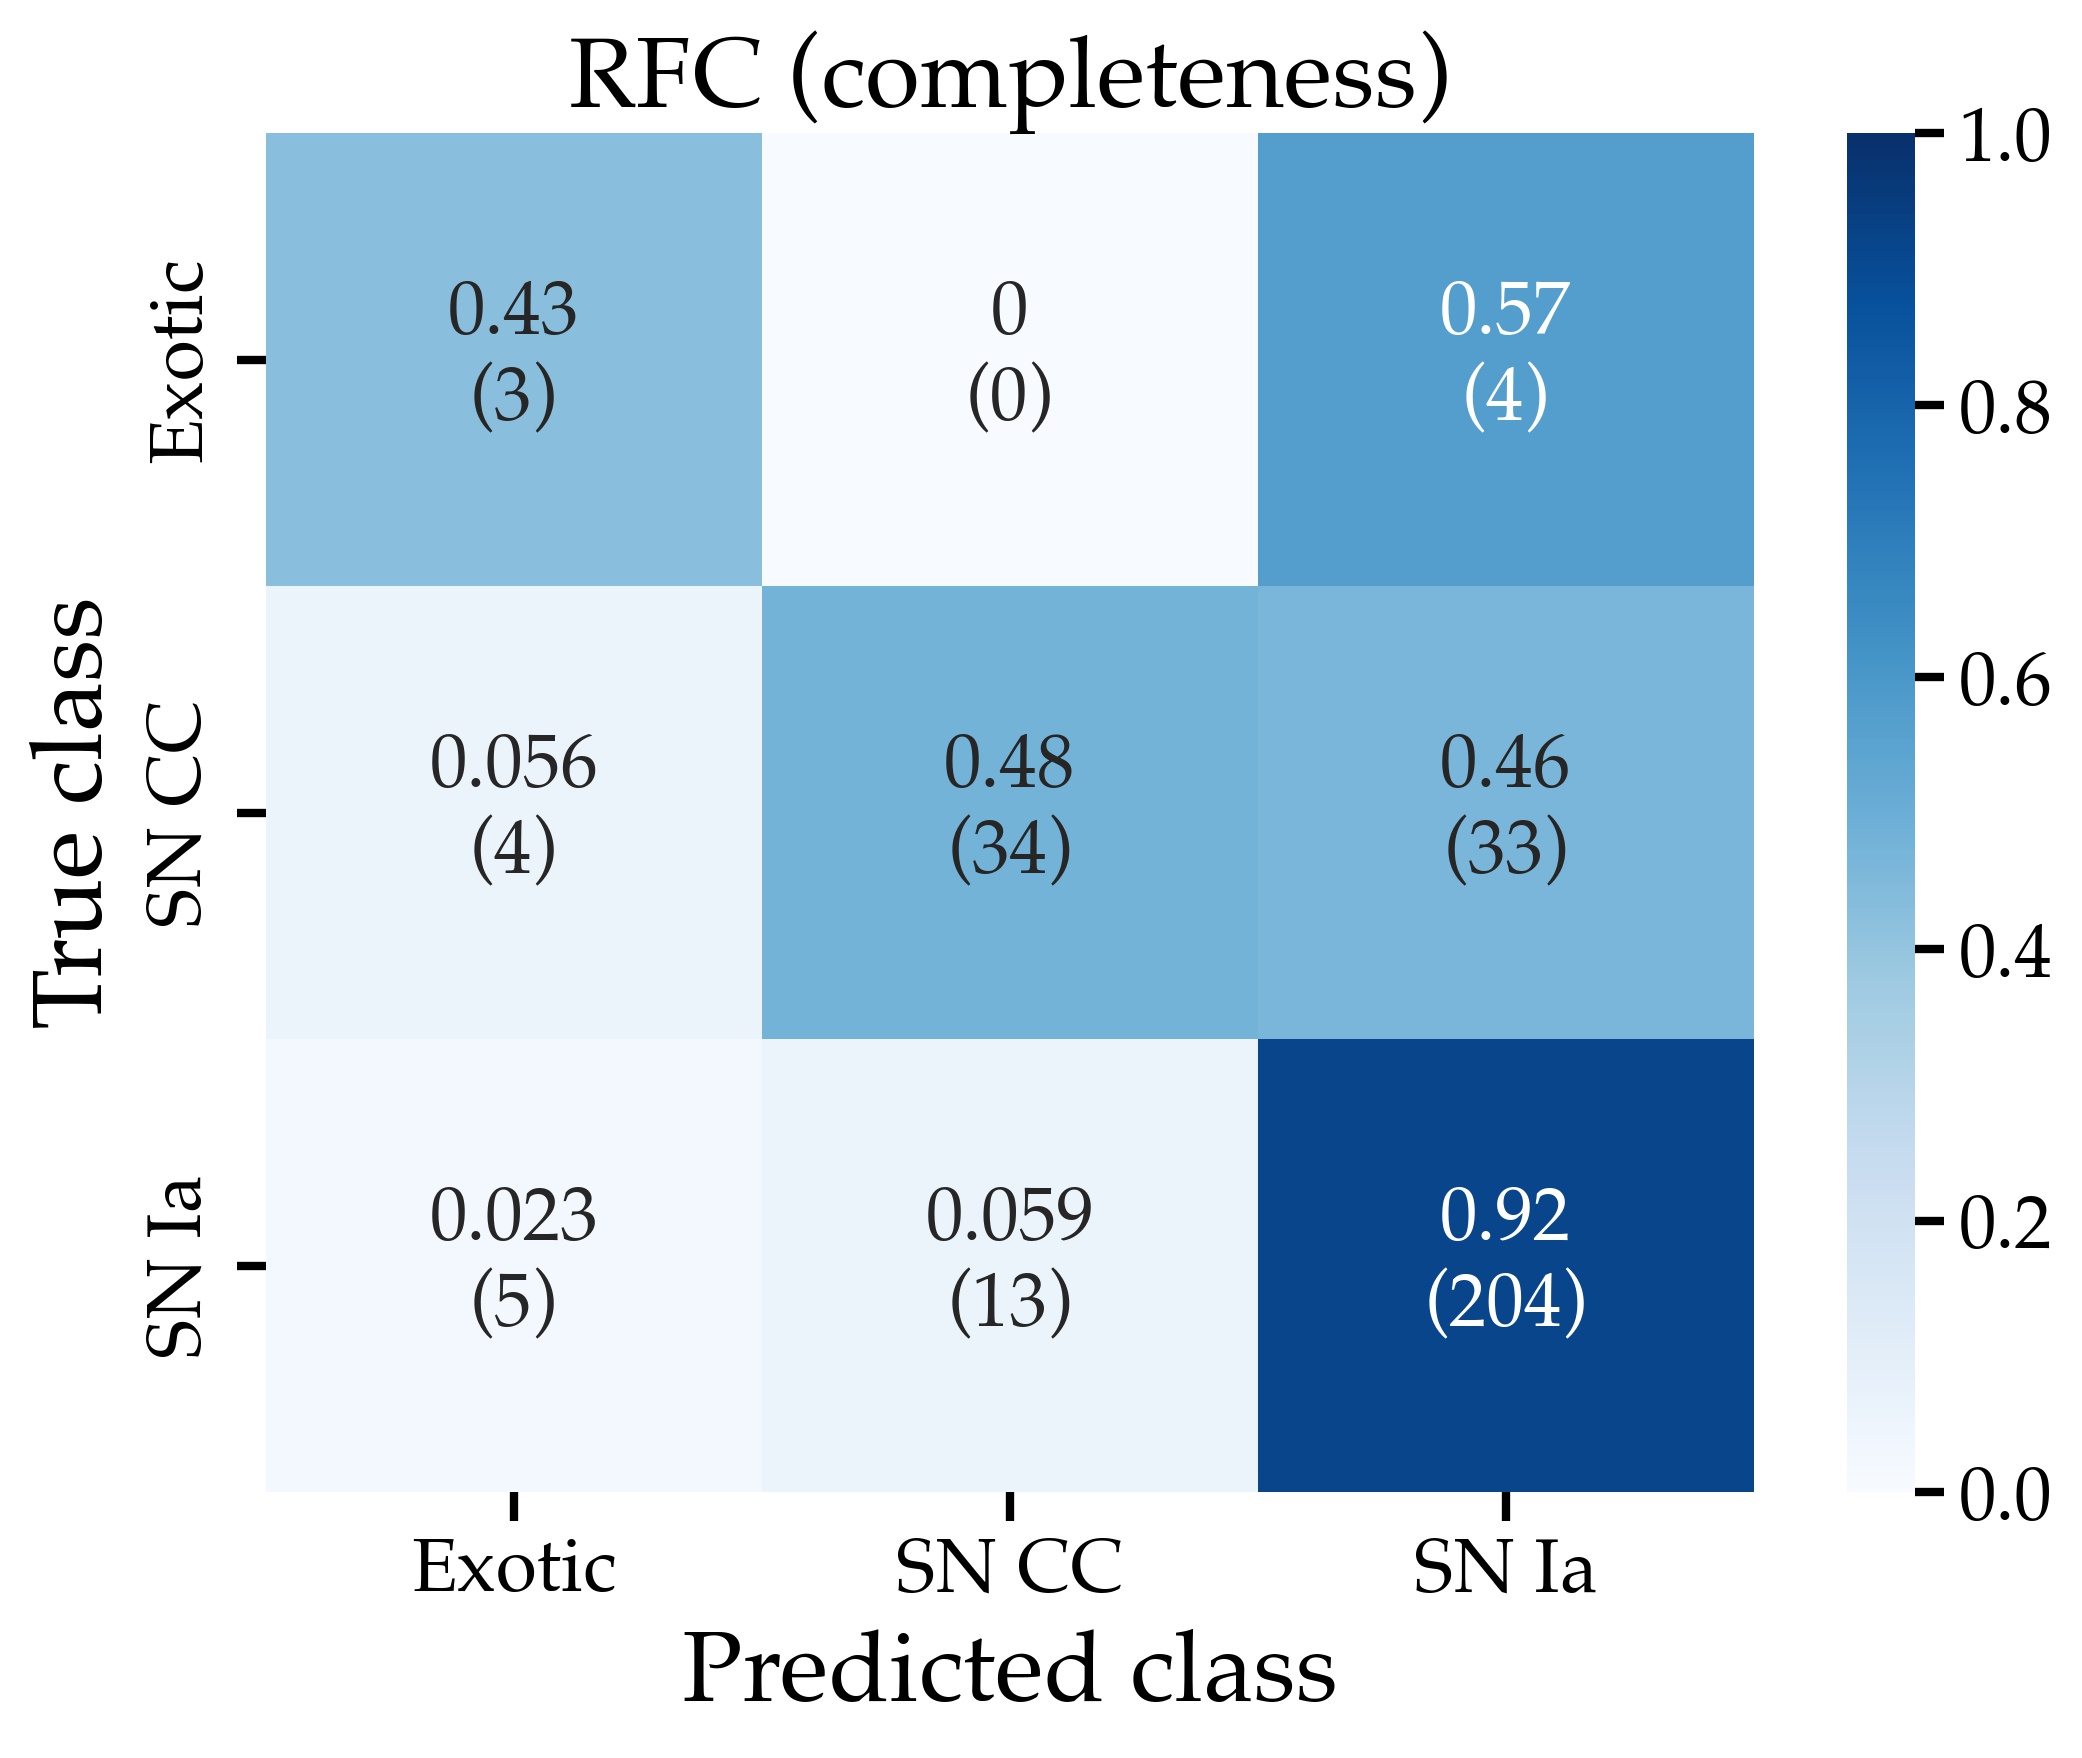 RFC (completeness)
True class
Exotic
SN CC
SN Ia
0.43
(3)
0
(0)
0.57
(4)
0.056
(4)
0.48
(34)
0.46
(33)
0.023
(5)
0.059
(13)
0.92
(204)
Exotic
SN CC
SN Ia
Predicted class
1.0
0.8
0.6
0.4
0.2
0.0